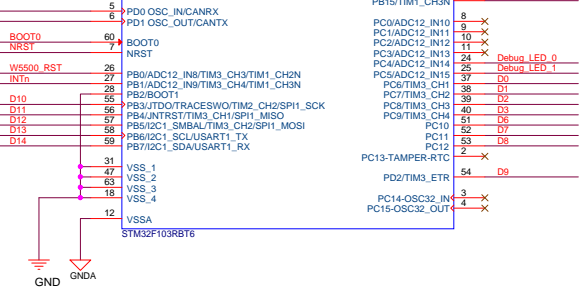 PB15/TIM1_CH3N
5 PD0 OSC_IN/CANRX
6 PD1 OSC_OUT/CANTX
8 PC0/ADC12_IN10
9 PC1/ADC12_IN11
BOOT0 60 BOOT0
10 PC2/ADC12_IN12
NRST 7 NRST
11 PC3/ADC12_IN13
PC4/ADC12_IN14 24 Debug_LED_0
W5500_RST 26 PB0/ADC12_IN8/TIM3_CH3/TIM1_CH2N
PC5/ADC12_IN15 25 Debug_LED_1
INTn 27 PB1/ADC12_IN9/TIM3_CH4/TIM1_CH3N
PC6/TIM3_CH1 37 D0
28 PB2/BOOT1
PC7/TIM3_CH2 38 D1
D10 55 PB3/JTDO/TRACESWO/TIM2_CH2/SPI1_SCK
PC8/TIM3_CH3 39 D2
D11 56 PB4/JNTRST/TIM3_CH1/SPI1_MISO
PC9/TIM3_CH4 40 D3
D12 57 PB5/I2C1_SMBAL/TIM3_CH2/SPI1_MOSI
PC10 51 D6
D13 58 PB6/I2C1_SCL/USART1_TX
PC11 52 D7
D14 59 PB7/I2C1_SDA/USART1_RX
PC12 53 D8
PC13-TAMPER-RTC 2
31 VSS_1
47 VSS_2
PD2/TIM3_ETR 54 D9
63 VSS_3
18 VSS_4
PC14-OSC32_IN 3
PC15-OSC32_OUT 4
12 VSSA
STM32F103RBT6
GND
GNDA